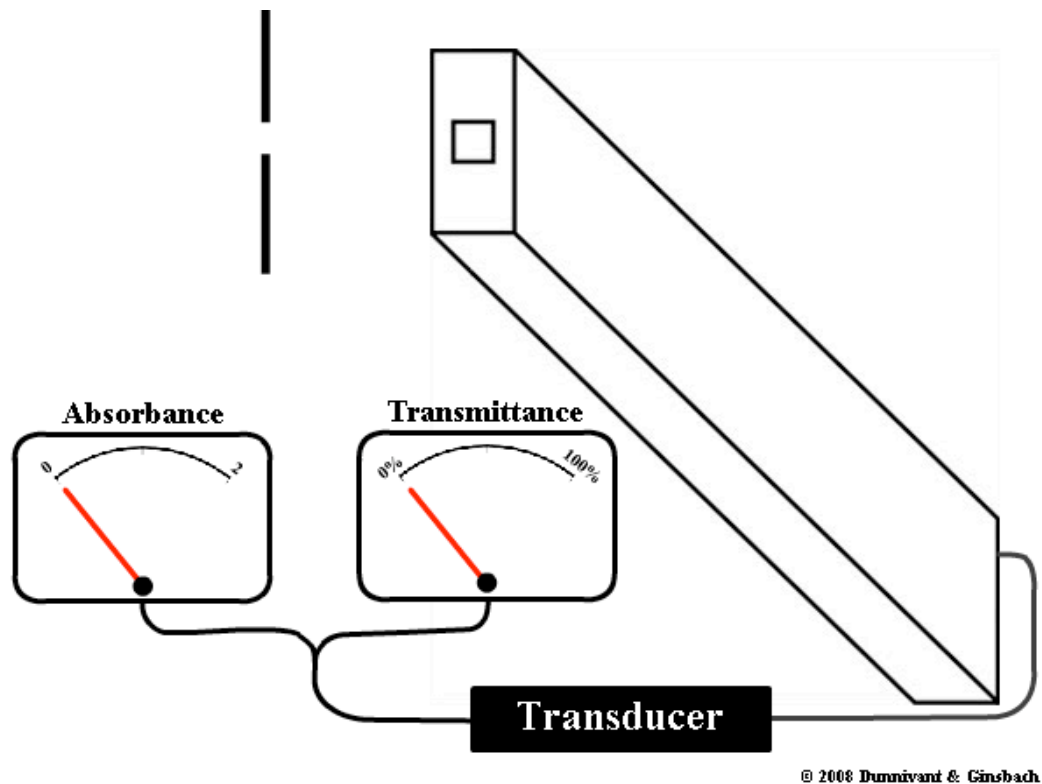 Absorbance
Transmittance
0
2
0%
100%
Transducer
© 2008 Dunnivant & Ginsbach